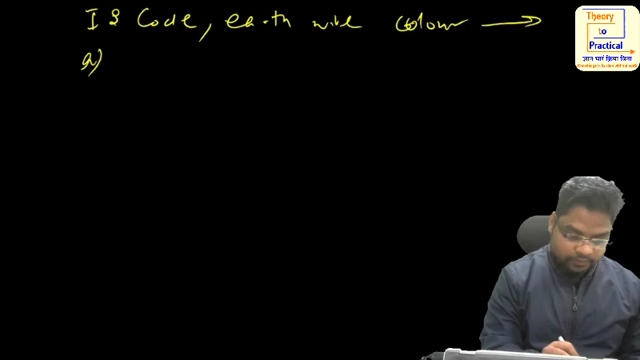 IS Code, earth wire colour →
a)
Theory
to
Practical
ज्ञान भारं क्रिया बिना